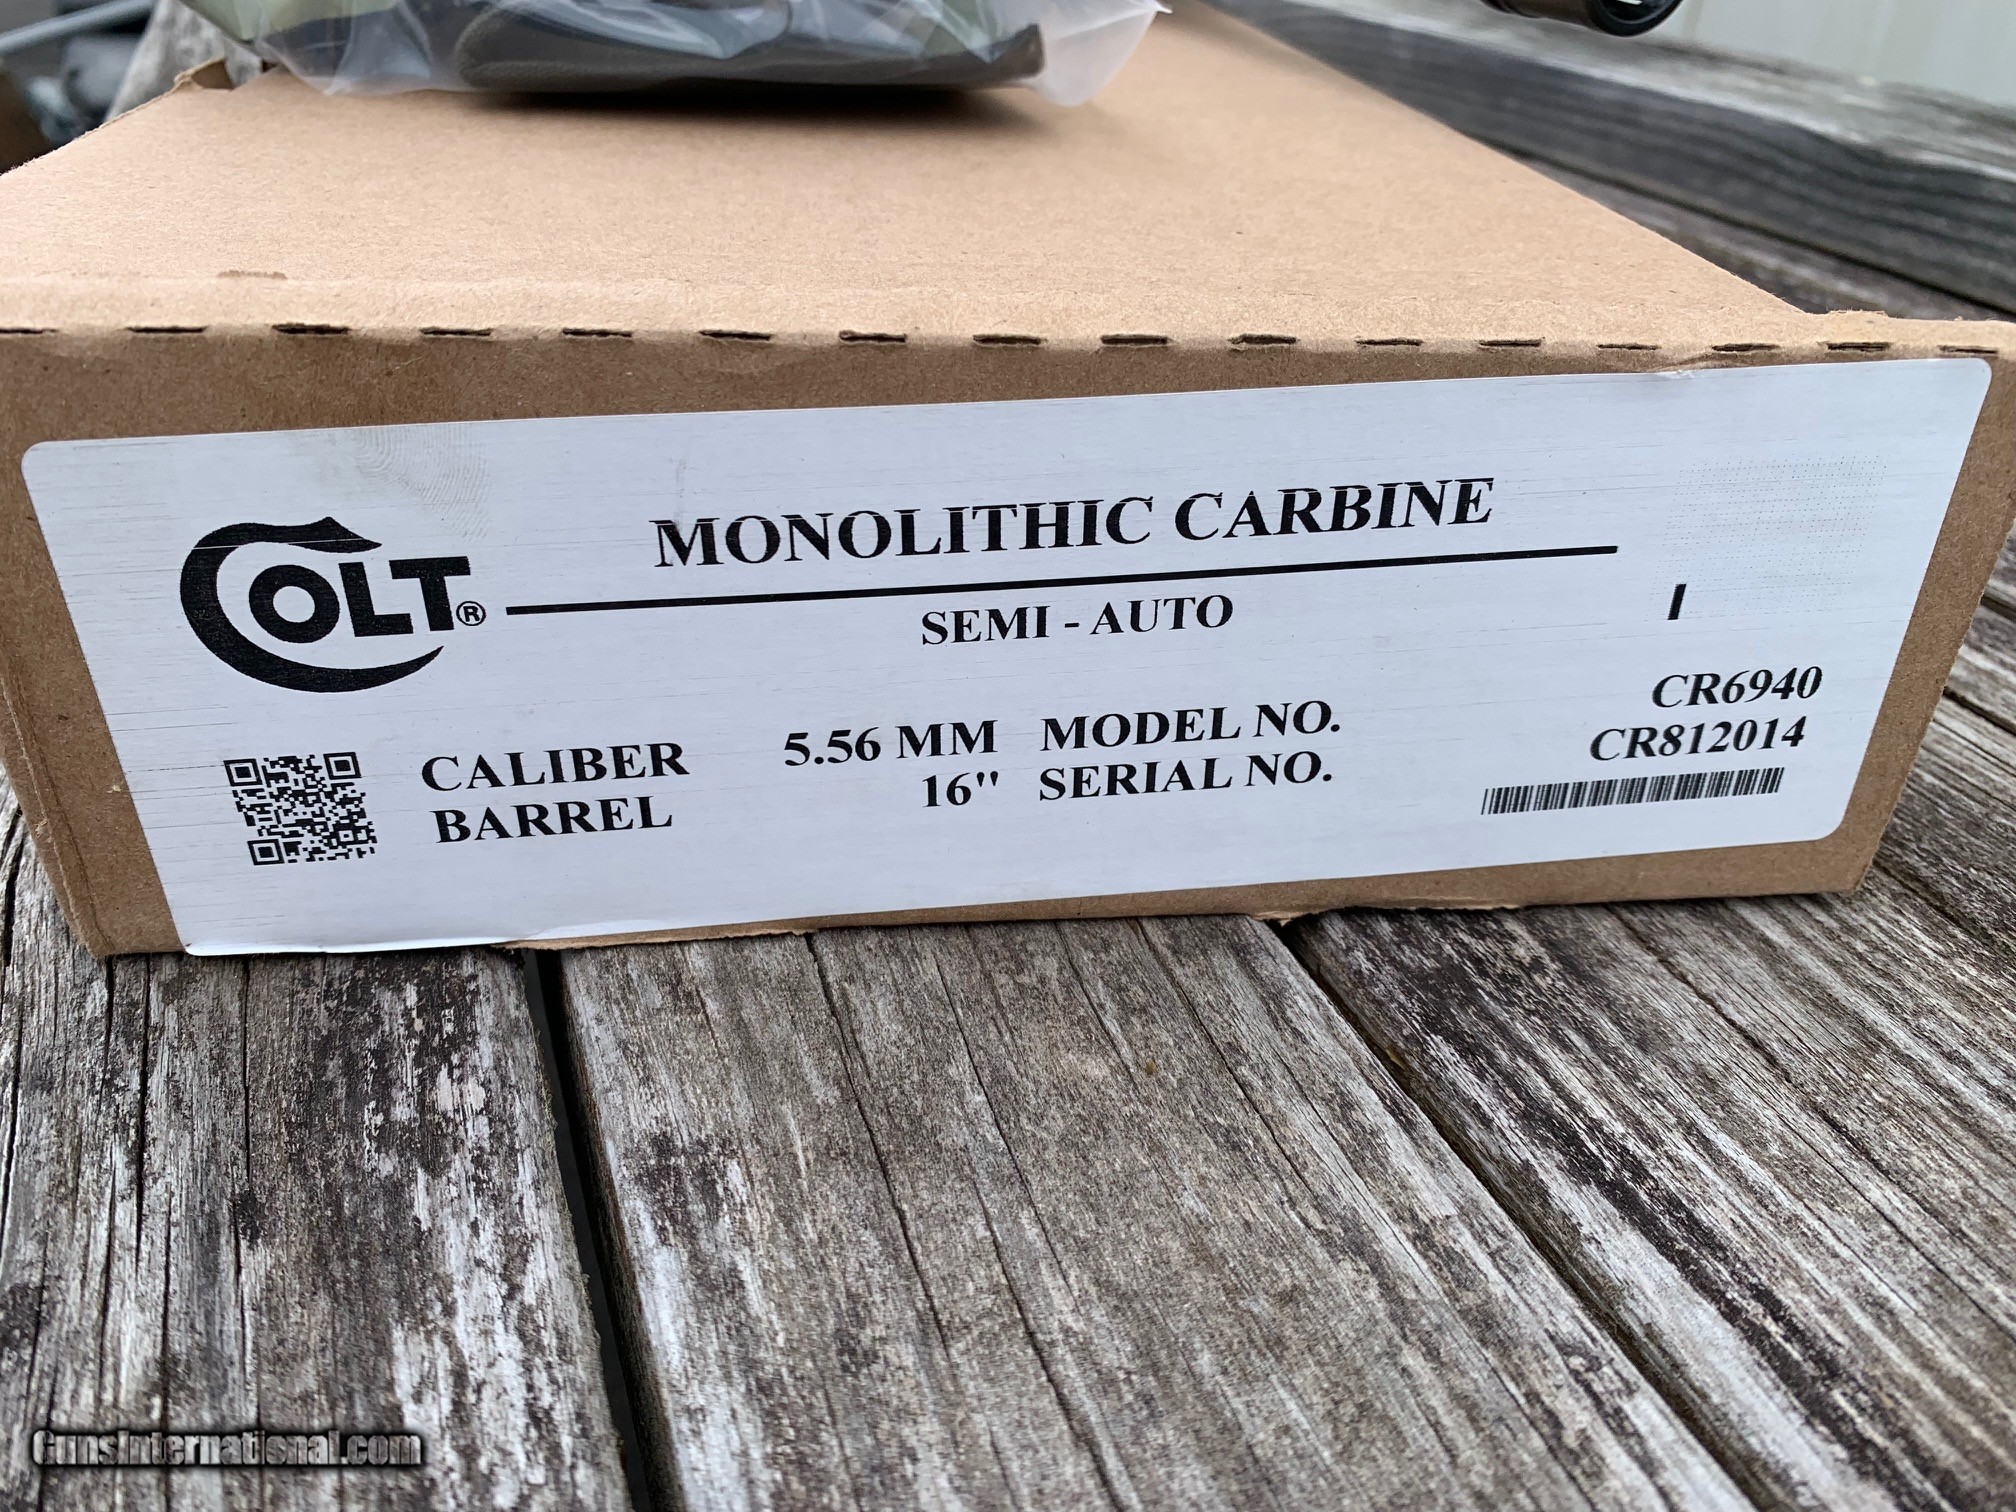 MONOLITHIC CARBINE
COLT®
SEMI - AUTO
CALIBER 5.56 MM MODEL NO. CR6940
BARREL 16" SERIAL NO. CR812014
GunsInternational.com